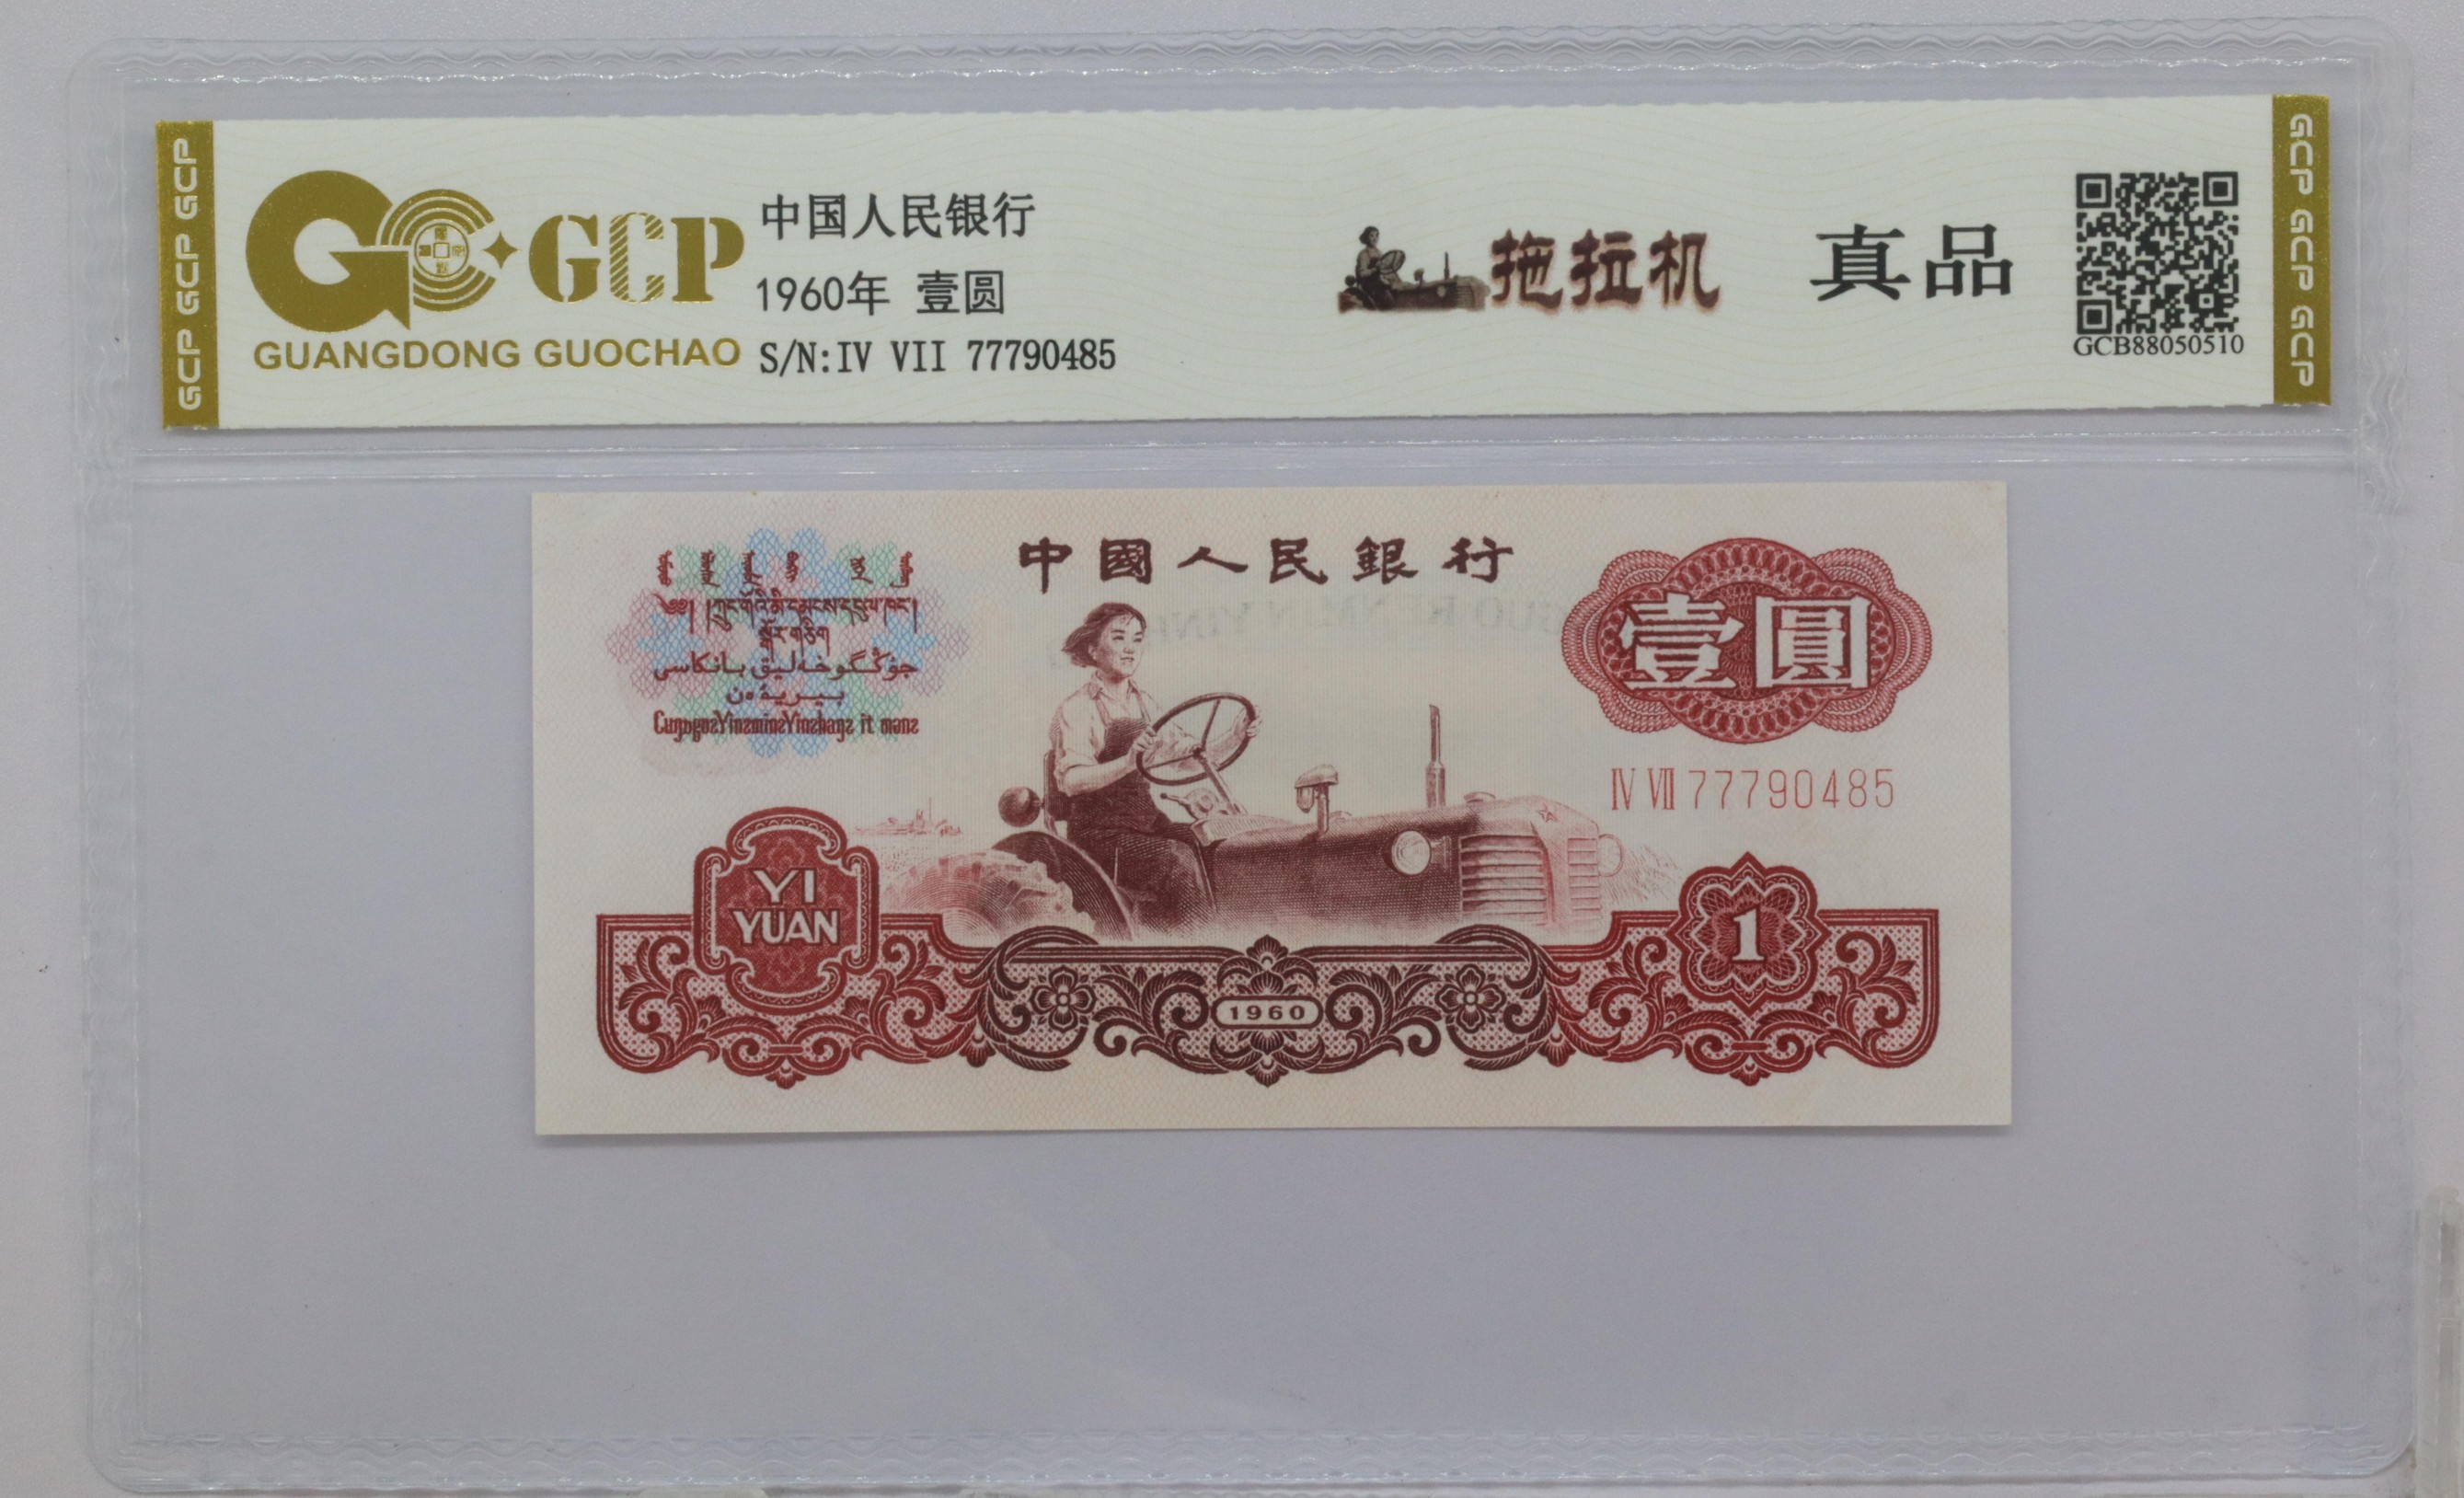 GCP GCP GCP
GCP
GUANGDONG GUOCHAO
中国人民银行
1960年 壹圆
S/N:IV VII 77790485
拖拉机
真品
GCB88050510
GCP GCP GCP
中國人民銀行
壹圓
IV VII 77790485
YI
YUAN
1960
1